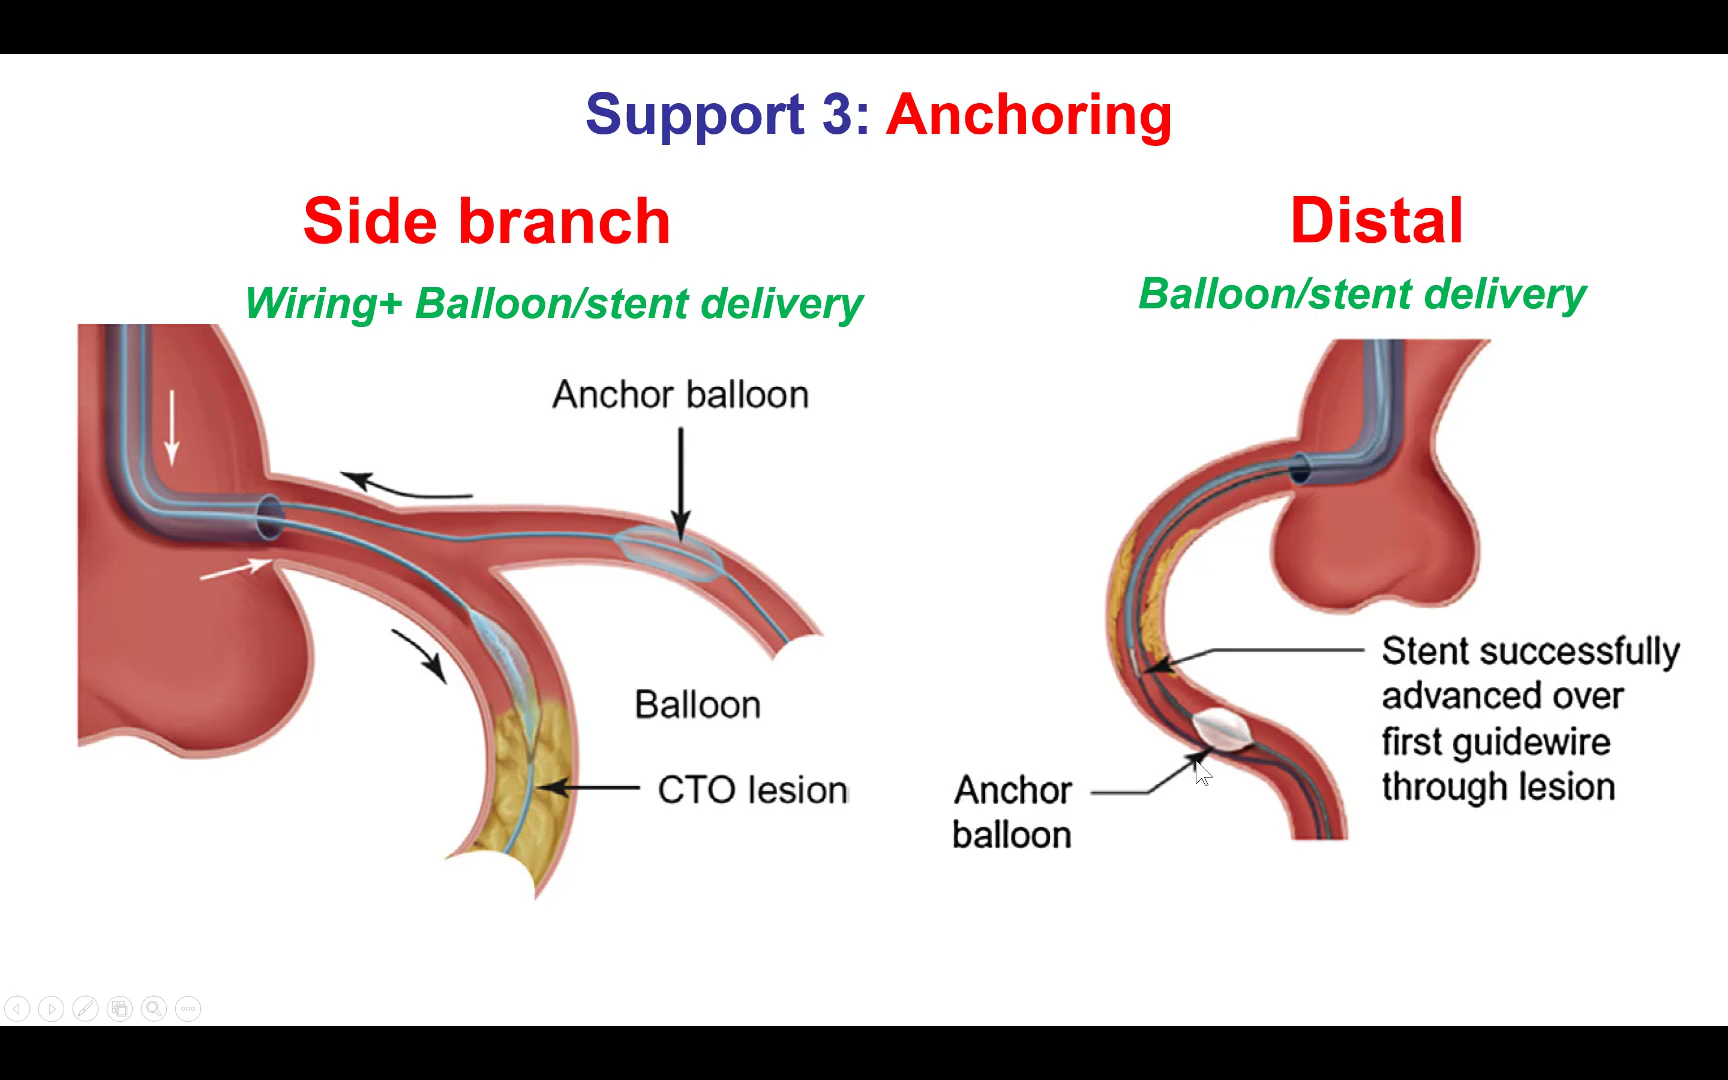 Support 3: Anchoring
Side branch
Wiring+ Balloon/stent delivery
Anchor balloon
Balloon
CTO lesion
Distal
Balloon/stent delivery
Stent successfully
advanced over
first guidewire
through lesion
Anchor
balloon